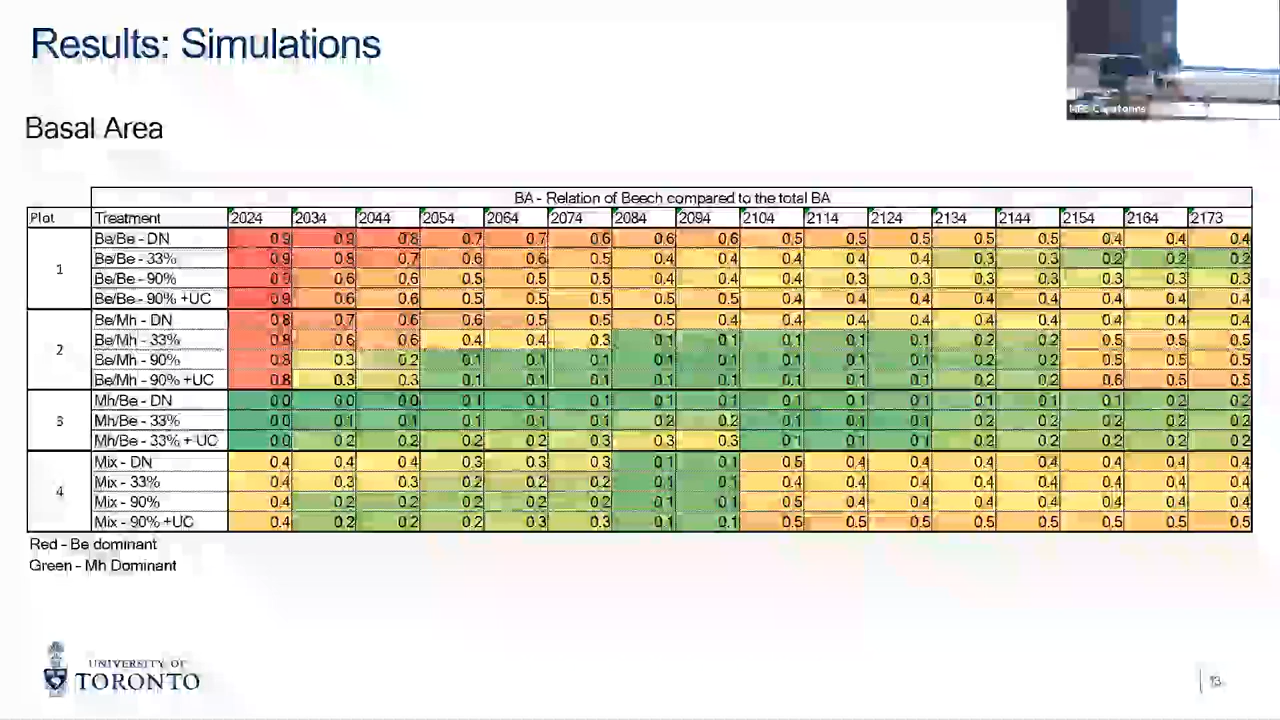 Results: Simulations
MFC Capstones
Basal Area
BA - Relation of Beech compared to the total BA
Plot Treatment 2024 2034 2044 2054 2064 2074 2084 2094 2104 2114 2124 2134 2144 2154 2164 2173
Be/Be - DN 0.9 0.9 0.8 0.7 0.7 0.6 0.6 0.6 0.5 0.5 0.5 0.5 0.5 0.4 0.4 0.4
1 Be/Be - 33% 0.9 0.8 0.7 0.6 0.6 0.5 0.4 0.4 0.4 0.4 0.4 0.3 0.3 0.2 0.2 0.2
Be/Be - 90% 0.9 0.6 0.6 0.5 0.5 0.5 0.4 0.4 0.4 0.3 0.3 0.3 0.3 0.3 0.3 0.3
Be/Be - 90% +UC 0.9 0.6 0.6 0.5 0.5 0.5 0.5 0.5 0.4 0.4 0.4 0.4 0.4 0.4 0.4 0.4
Be/Mh - DN 0.8 0.7 0.6 0.6 0.5 0.5 0.5 0.4 0.4 0.4 0.4 0.4 0.4 0.4 0.4 0.4
2 Be/Mh - 33% 0.8 0.6 0.6 0.4 0.4 0.3 0.1 0.1 0.1 0.1 0.1 0.2 0.2 0.5 0.5 0.5
Be/Mh - 90% 0.8 0.3 0.2 0.1 0.1 0.1 0.1 0.1 0.1 0.1 0.1 0.2 0.2 0.5 0.5 0.5
Be/Mh - 90% +UC 0.8 0.3 0.3 0.1 0.1 0.1 0.1 0.1 0.1 0.1 0.1 0.2 0.2 0.6 0.5 0.5
Mh/Be - DN 0.0 0.0 0.0 0.1 0.1 0.1 0.1 0.1 0.1 0.1 0.1 0.1 0.1 0.1 0.2 0.2
3 Mh/Be - 33% 0.0 0.1 0.1 0.1 0.1 0.1 0.2 0.2 0.1 0.1 0.1 0.2 0.2 0.2 0.2 0.2
Mh/Be - 33% +UC 0.0 0.2 0.2 0.2 0.2 0.3 0.3 0.3 0.1 0.1 0.1 0.2 0.2 0.2 0.2 0.2
Mix - DN 0.4 0.4 0.4 0.3 0.3 0.3 0.1 0.1 0.5 0.4 0.4 0.4 0.4 0.4 0.4 0.4
4 Mix - 33% 0.4 0.3 0.3 0.2 0.2 0.2 0.1 0.1 0.5 0.4 0.4 0.4 0.4 0.4 0.4 0.4
Mix - 90% 0.4 0.2 0.2 0.2 0.2 0.2 0.1 0.1 0.4 0.4 0.4 0.4 0.4 0.4 0.4 0.4
Mix - 90% +UC 0.4 0.2 0.2 0.2 0.3 0.3 0.1 0.1 0.5 0.5 0.5 0.5 0.5 0.5 0.5 0.5
Red - Be dominant
Green - Mh Dominant
UNIVERSITY OF
TORONTO
13